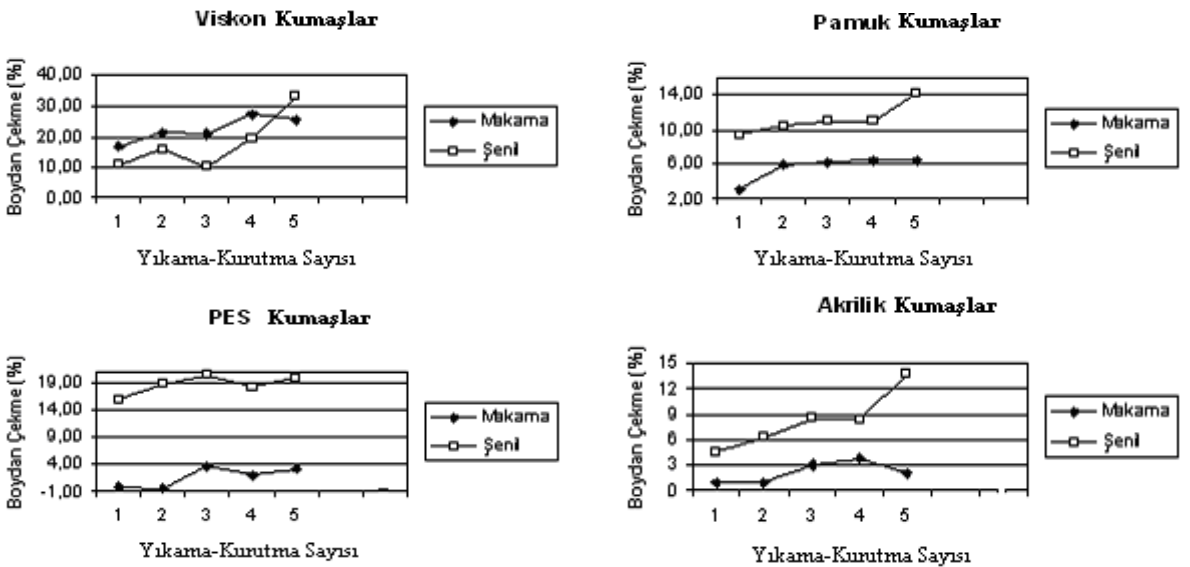 Viskon Kumaşlar
Boydan Çekme (%)
40,00
30,00
20,00
10,00
0,00
1 2 3 4 5
Yıkama-Kurutma Sayısı
Makama
Şenil
Pamuk Kumaşlar
Boydan Çekme (%)
14,00
10,00
6,00
2,00
1 2 3 4 5
Yıkama-Kurutma Sayısı
Makama
Şenil
PES Kumaşlar
Boydan Çekme (%)
19,00
14,00
9,00
4,00
-1,00
1 2 3 4 5
Yıkama-Kurutma Sayısı
Makama
Şenil
Akrilik Kumaşlar
Boydan Çekme (%)
15
12
9
6
3
0
1 2 3 4 5
Yıkama-Kurutma Sayısı
Makama
Şenil